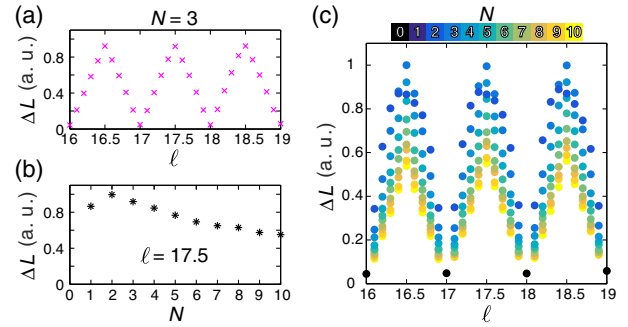 (a)
N = 3
ΔL (a. u.)
0.8
0.4
0
16 16.5 17 17.5 18 18.5 19
ℓ
(b)
ΔL (a. u.)
0.8
0.4
0
ℓ = 17.5
0 1 2 3 4 5 6 7 8 9 10
N
(c)
N
0 1 2 3 4 5 6 7 8 9 10
ΔL (a. u.)
1
0.8
0.6
0.4
0.2
0
16 16.5 17 17.5 18 18.5 19
ℓ